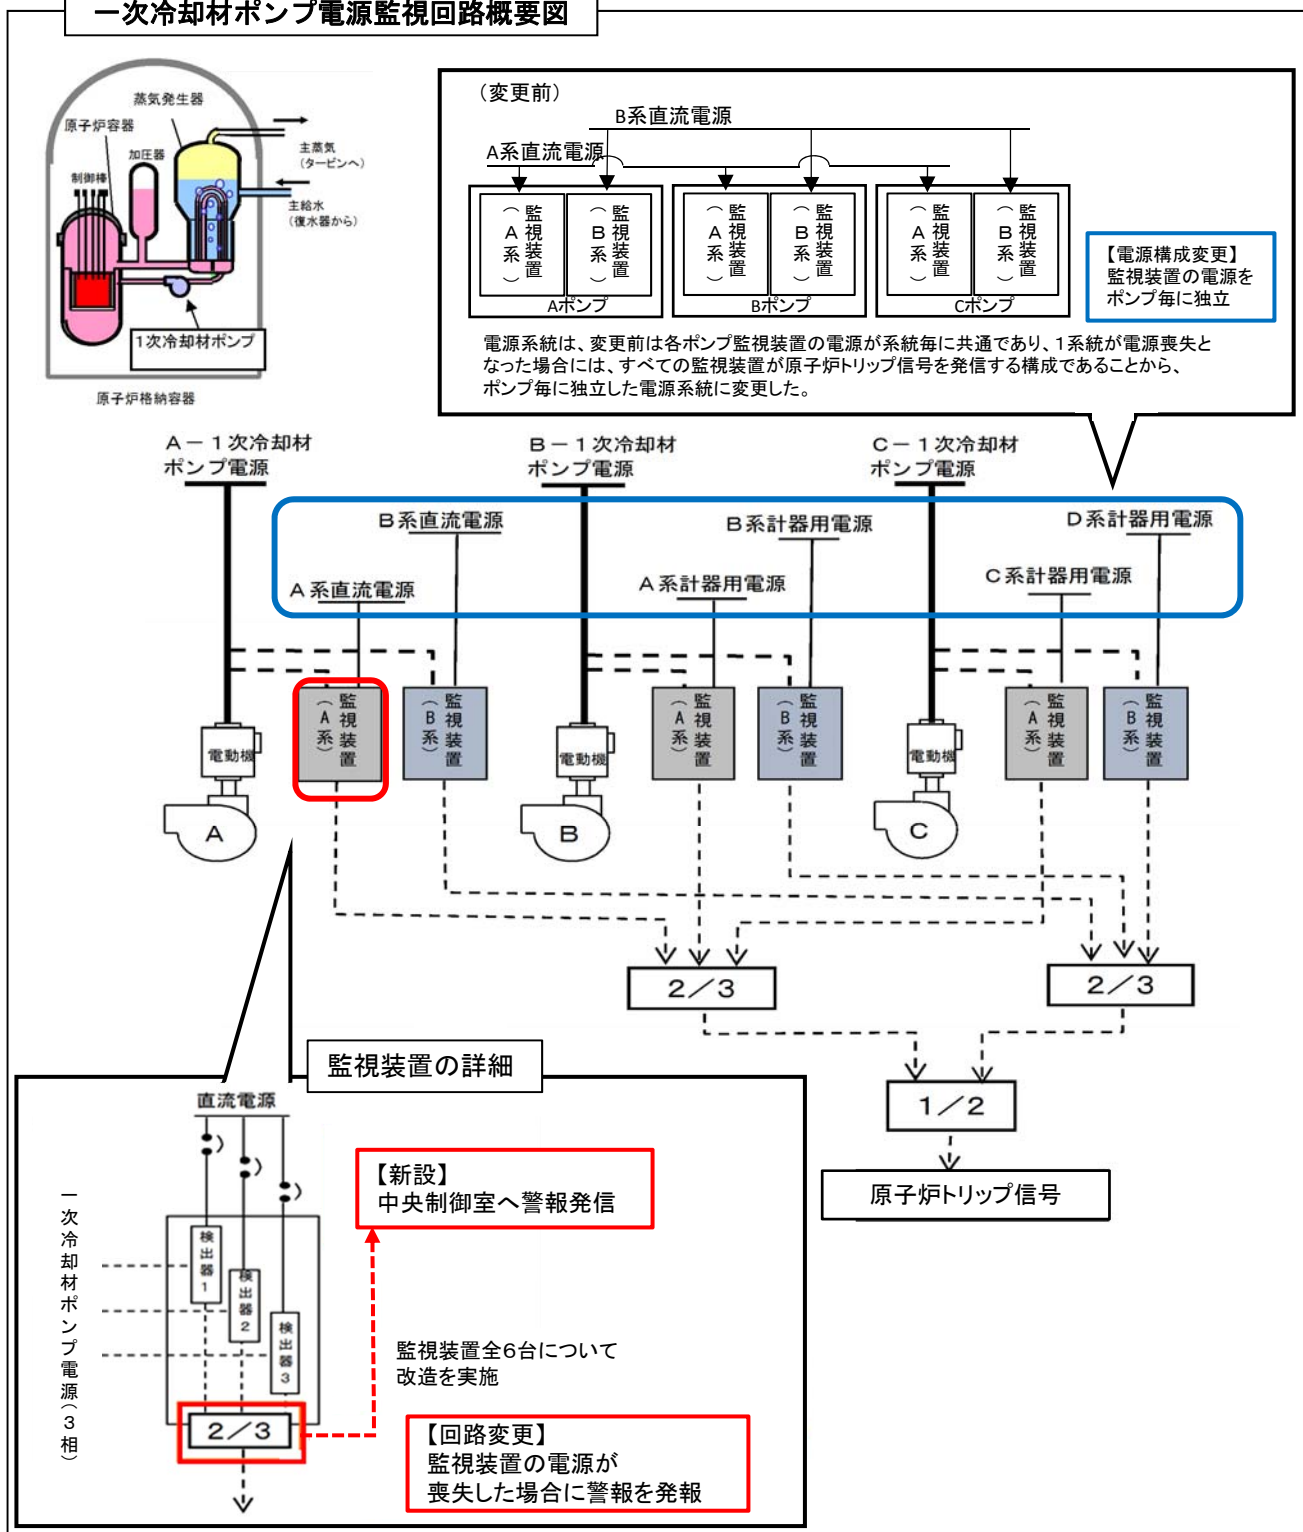 一次冷却材ポンプ電源監視回路概要図
蒸気発生器
原子炉容器
加圧器
制御棒
主蒸気
(タービンへ)
主給水
(復水器から)
1次冷却材ポンプ
原子炉格納容器
(変更前)
B系直流電源
A系直流電源
監視装置
(A系)
監視装置
(B系)
監視装置
(A系)
監視装置
(B系)
監視装置
(A系)
監視装置
(B系)
Aポンプ
Bポンプ
Cポンプ
【電源構成変更】
監視装置の電源を
ポンプ毎に独立
電源系統は、変更前は各ポンプ監視装置の電源が系統毎に共通であり、1系統が電源喪失と
なった場合には、すべての監視装置が原子炉トリップ信号を発信する構成であることから、
ポンプ毎に独立した電源系統に変更した。
A-1次冷却材
ポンプ電源
B-1次冷却材
ポンプ電源
C-1次冷却材
ポンプ電源
B系直流電源
A系直流電源
B系計器用電源
A系計器用電源
D系計器用電源
C系計器用電源
監視装置
(A系)
監視装置
(B系)
監視装置
(A系)
監視装置
(B系)
監視装置
(A系)
監視装置
(B系)
電動機
電動機
電動機
A
B
C
2/3
2/3
1/2
原子炉トリップ信号
監視装置の詳細
直流電源
一次冷却材ポンプ電源(3相)
検出器1
検出器2
検出器3
2/3
【新設】
中央制御室へ警報発信
監視装置全6台について
改造を実施
【回路変更】
監視装置の電源が
喪失した場合に警報を発報